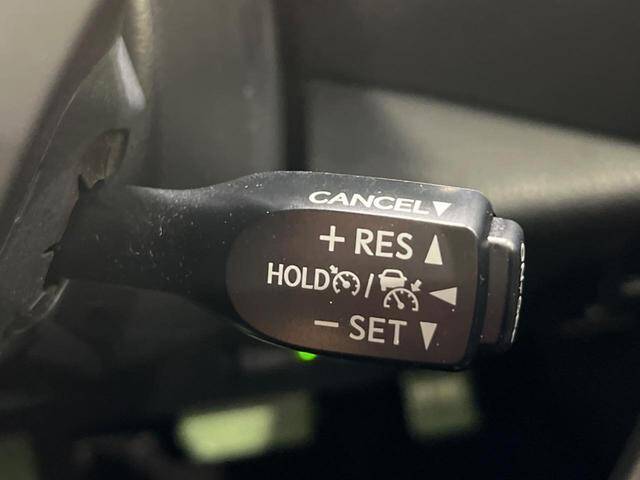 CANCEL▼
+ RES ▲
HOLD / ◀
− SET ▼